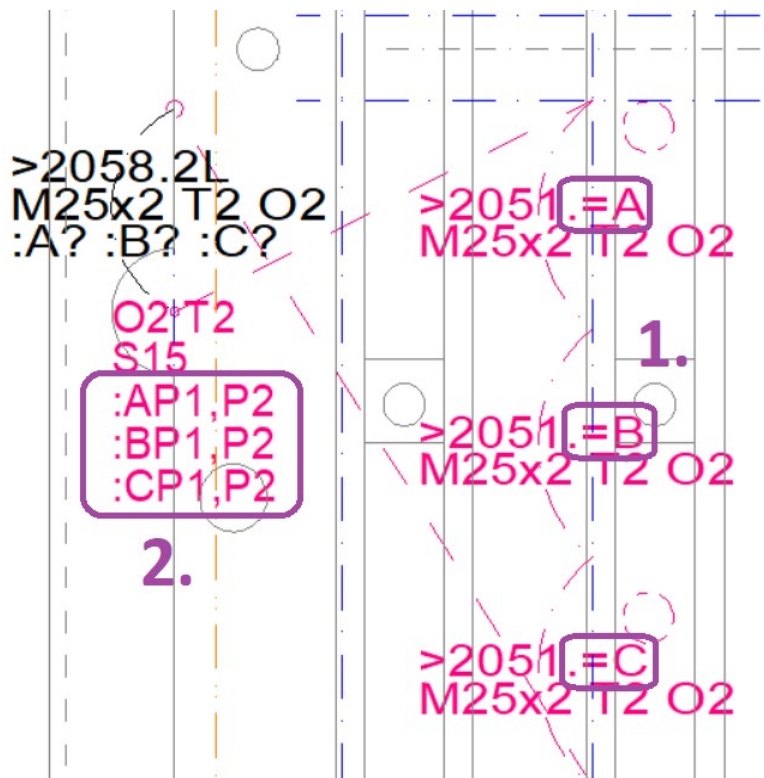 >2058.2L
M25x2 T2 O2
:A? :B? :C?
O2 T2
S15
:AP1,P2
:BP1,P2
:CP1,P2
2.
>2051.=A
M25x2 T2 O2
1.
>2051.=B
M25x2 T2 O2
>2051.=C
M25x2 T2 O2